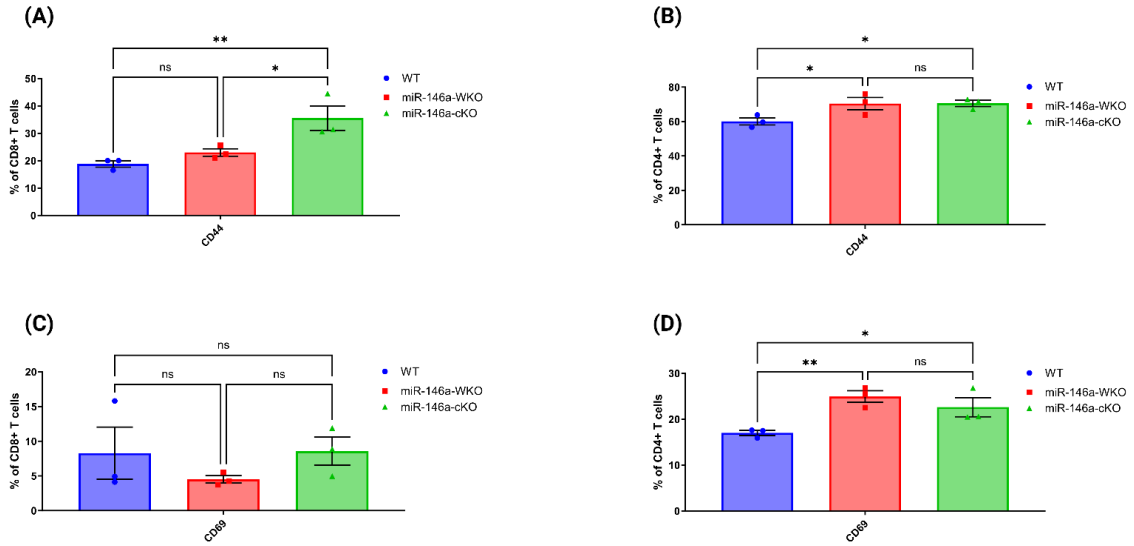 (A)
**
ns
*
50
40
30
20
10
0
% of CD8+ T cells
CD44
WT
miR-146a-WKO
miR-146a-cKO
(B)
*
*
ns
80
60
40
20
0
% of CD4+ T cells
CD44
WT
miR-146a-WKO
miR-146a-cKO
(C)
ns
ns
ns
20
15
10
5
0
% of CD8+ T cells
CD69
WT
miR-146a-WKO
miR-146a-cKO
(D)
*
**
ns
30
20
10
0
% of CD4+ T cells
CD69
WT
miR-146a-WKO
miR-146a-cKO